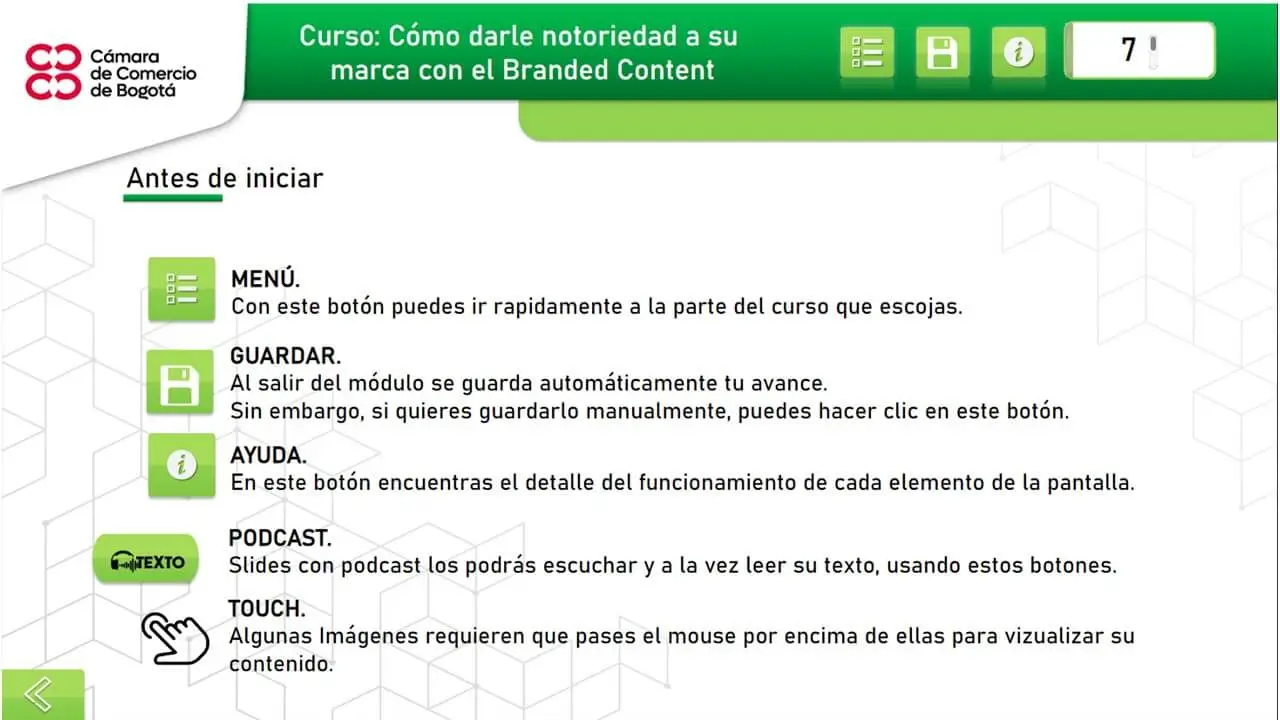 Cámara
de Comercio
de Bogotá
Curso: Cómo darle notoriedad a su
marca con el Branded Content
i
7
Antes de iniciar
MENÚ.
Con este botón puedes ir rapidamente a la parte del curso que escojas.
GUARDAR.
Al salir del módulo se guarda automáticamente tu avance.
Sin embargo, si quieres guardarlo manualmente, puedes hacer clic en este botón.
i
AYUDA.
En este botón encuentras el detalle del funcionamiento de cada elemento de la pantalla.
TEXTO
PODCAST.
Slides con podcast los podrás escuchar y a la vez leer su texto, usando estos botones.
TOUCH.
Algunas Imágenes requieren que pases el mouse por encima de ellas para vizualizar su
contenido.